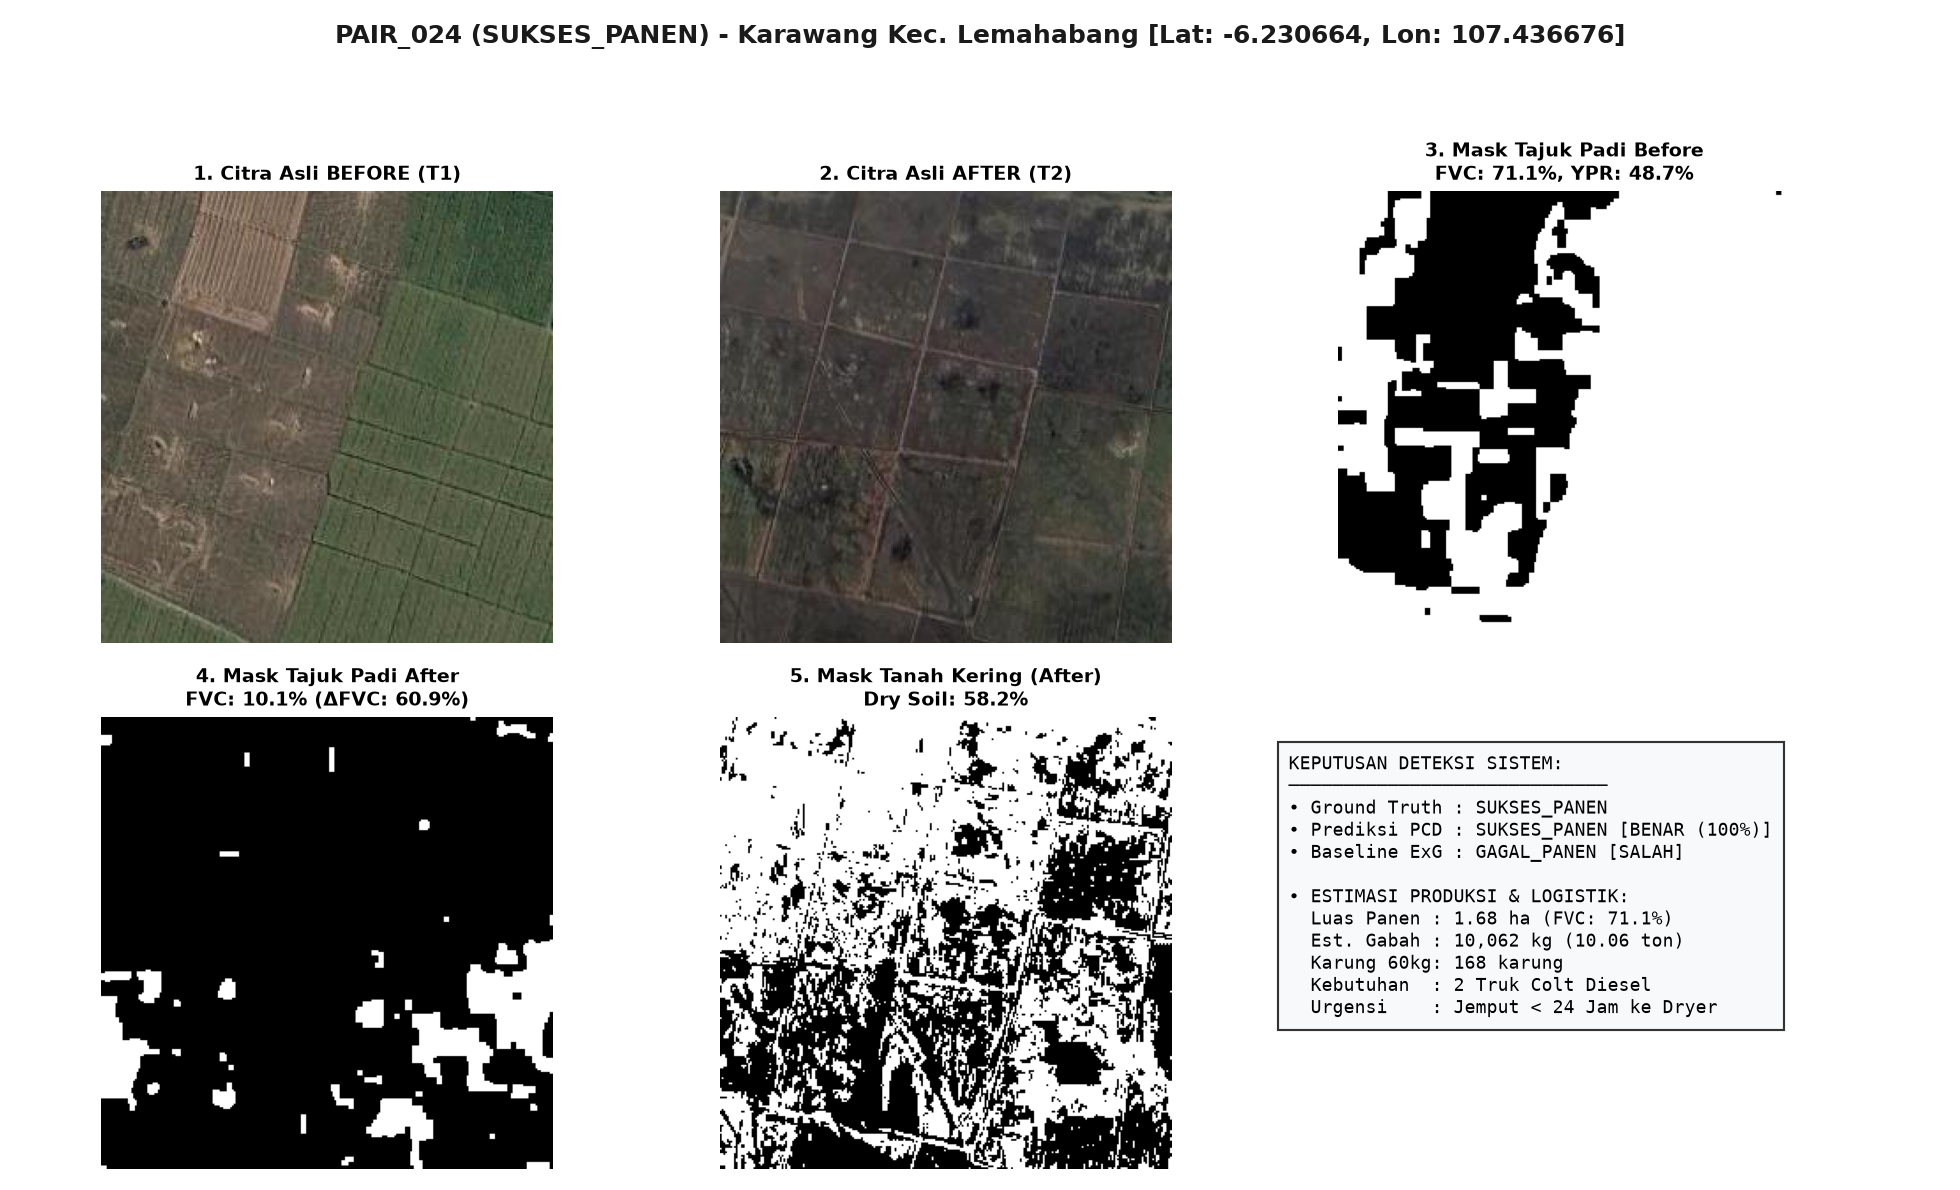 PAIR_024 (SUKSES_PANEN) - Karawang Kec. Lemahabang [Lat: -6.230664, Lon: 107.436676]
1. Citra Asli BEFORE (T1)
2. Citra Asli AFTER (T2)
3. Mask Tajuk Padi Before
FVC: 71.1%, YPR: 48.7%
4. Mask Tajuk Padi After
FVC: 10.1% (ΔFVC: 60.9%)
5. Mask Tanah Kering (After)
Dry Soil: 58.2%
KEPUTUSAN DETEKSI SISTEM:
• Ground Truth : SUKSES_PANEN
• Prediksi PCD : SUKSES_PANEN [BENAR (100%)]
• Baseline ExG : GAGAL_PANEN [SALAH]
• ESTIMASI PRODUKSI & LOGISTIK:
Luas Panen : 1.68 ha (FVC: 71.1%)
Est. Gabah : 10,062 kg (10.06 ton)
Karung 60kg: 168 karung
Kebutuhan : 2 Truk Colt Diesel
Urgensi : Jemput < 24 Jam ke Dryer